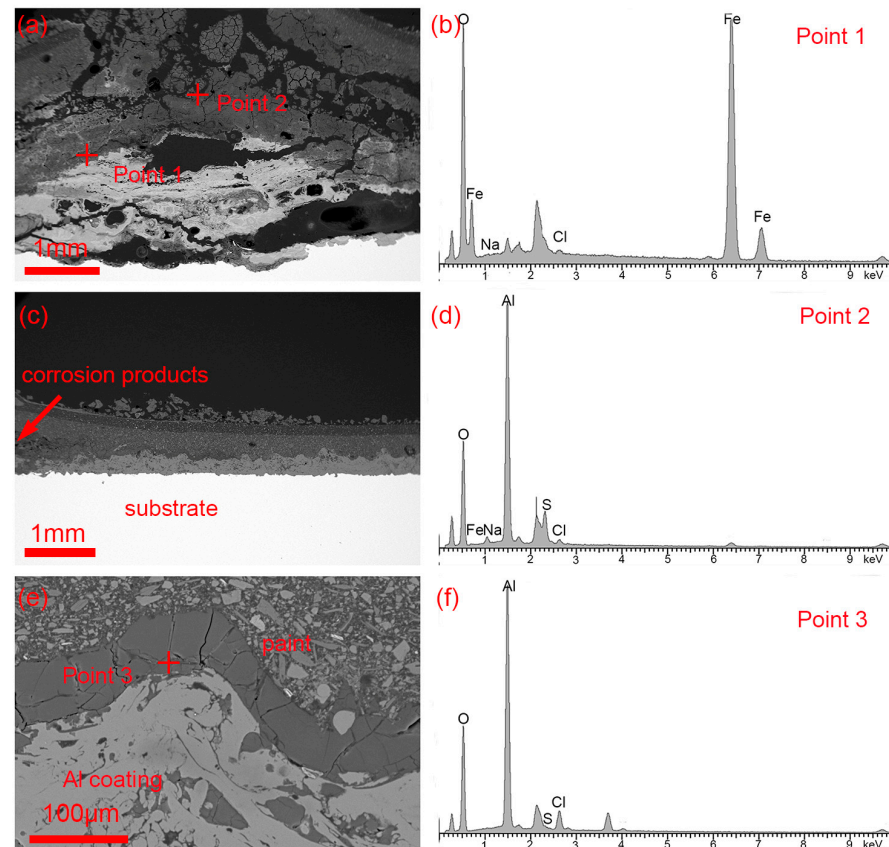 (a)
Point 2
Point 1
1mm
(b)
Point 1
O
Fe
Fe
Na
Cl
Fe
1 2 3 4 5 6 7 8 9 keV
(c)
corrosion products
substrate
1mm
(d)
Point 2
Al
O
S
Fe Na
Cl
1 2 3 4 5 6 7 8 9 keV
(e)
paint
Point 3
Al coating
100μm
(f)
Point 3
Al
O
Cl
S
1 2 3 4 5 6 7 8 9 keV